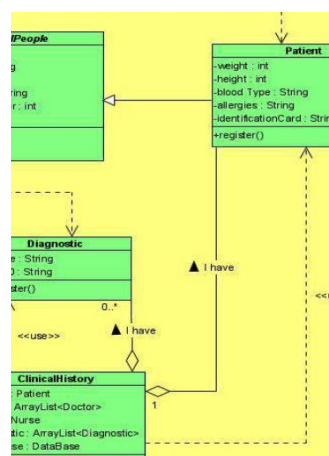 lPeople
g
ring
r : int
Patient
-weight : int
-height : int
-blood Type : String
-allergies : String
-identificationCard : Strin
+register()
Diagnostic
e : String
D : String
ster()
0..*
I have
I have
<<use>>
<<u
ClinicalHistory
: Patient
ArrayList<Doctor>
Nurse
stic : ArrayList<Diagnostic>
se : DataBase
1